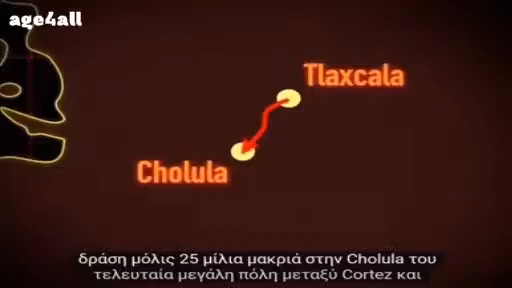 age4all
Tlaxcala
Cholula
δράση μόλις 25 μίλια μακριά στην Cholula του
τελευταία μεγάλη πόλη μεταξύ Cortez και